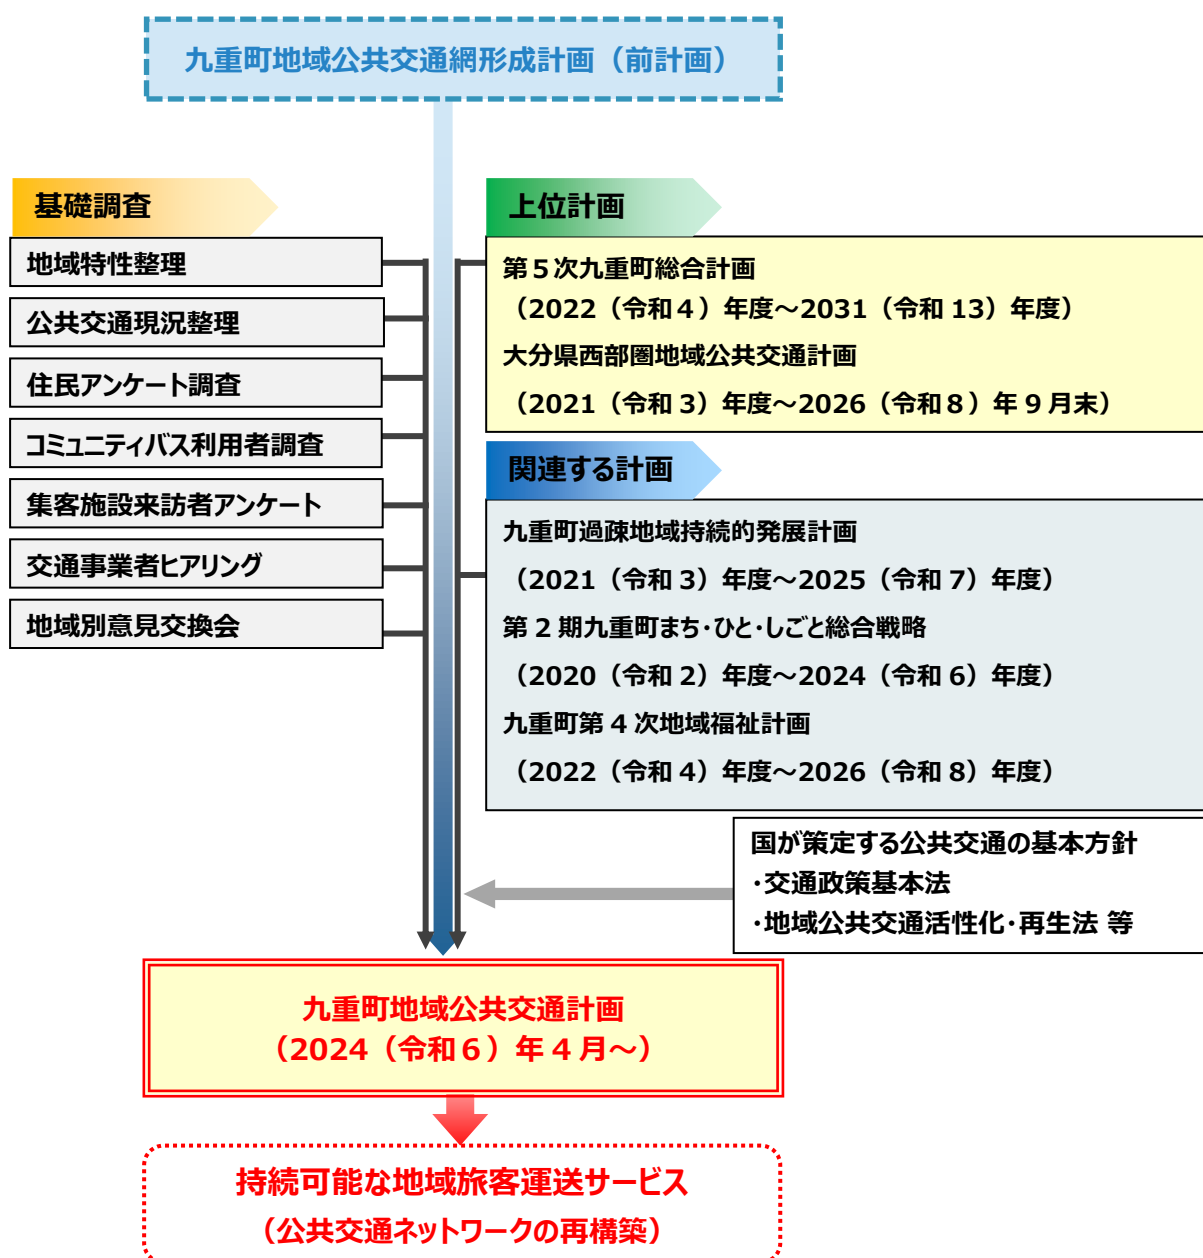 九重町地域公共交通網形成計画（前計画）
基礎調査
地域特性整理
公共交通現況整理
住民アンケート調査
コミュニティバス利用者調査
集客施設来訪者アンケート
交通事業者ヒアリング
地域別意見交換会
上位計画
第５次九重町総合計画
（2022（令和４）年度～2031（令和 13）年度）
大分県西部圏地域公共交通計画
（2021（令和 3）年度～2026（令和８）年 9 月末）
関連する計画
九重町過疎地域持続的発展計画
（2021（令和 3）年度～2025（令和 7）年度）
第 2 期九重町まち・ひと・しごと総合戦略
（2020（令和 2）年度～2024（令和 6）年度）
九重町第 4 次地域福祉計画
（2022（令和 4）年度～2026（令和 8）年度）
国が策定する公共交通の基本方針
・交通政策基本法
・地域公共交通活性化・再生法 等
九重町地域公共交通計画
（2024（令和６）年 4 月～）
持続可能な地域旅客運送サービス
（公共交通ネットワークの再構築）